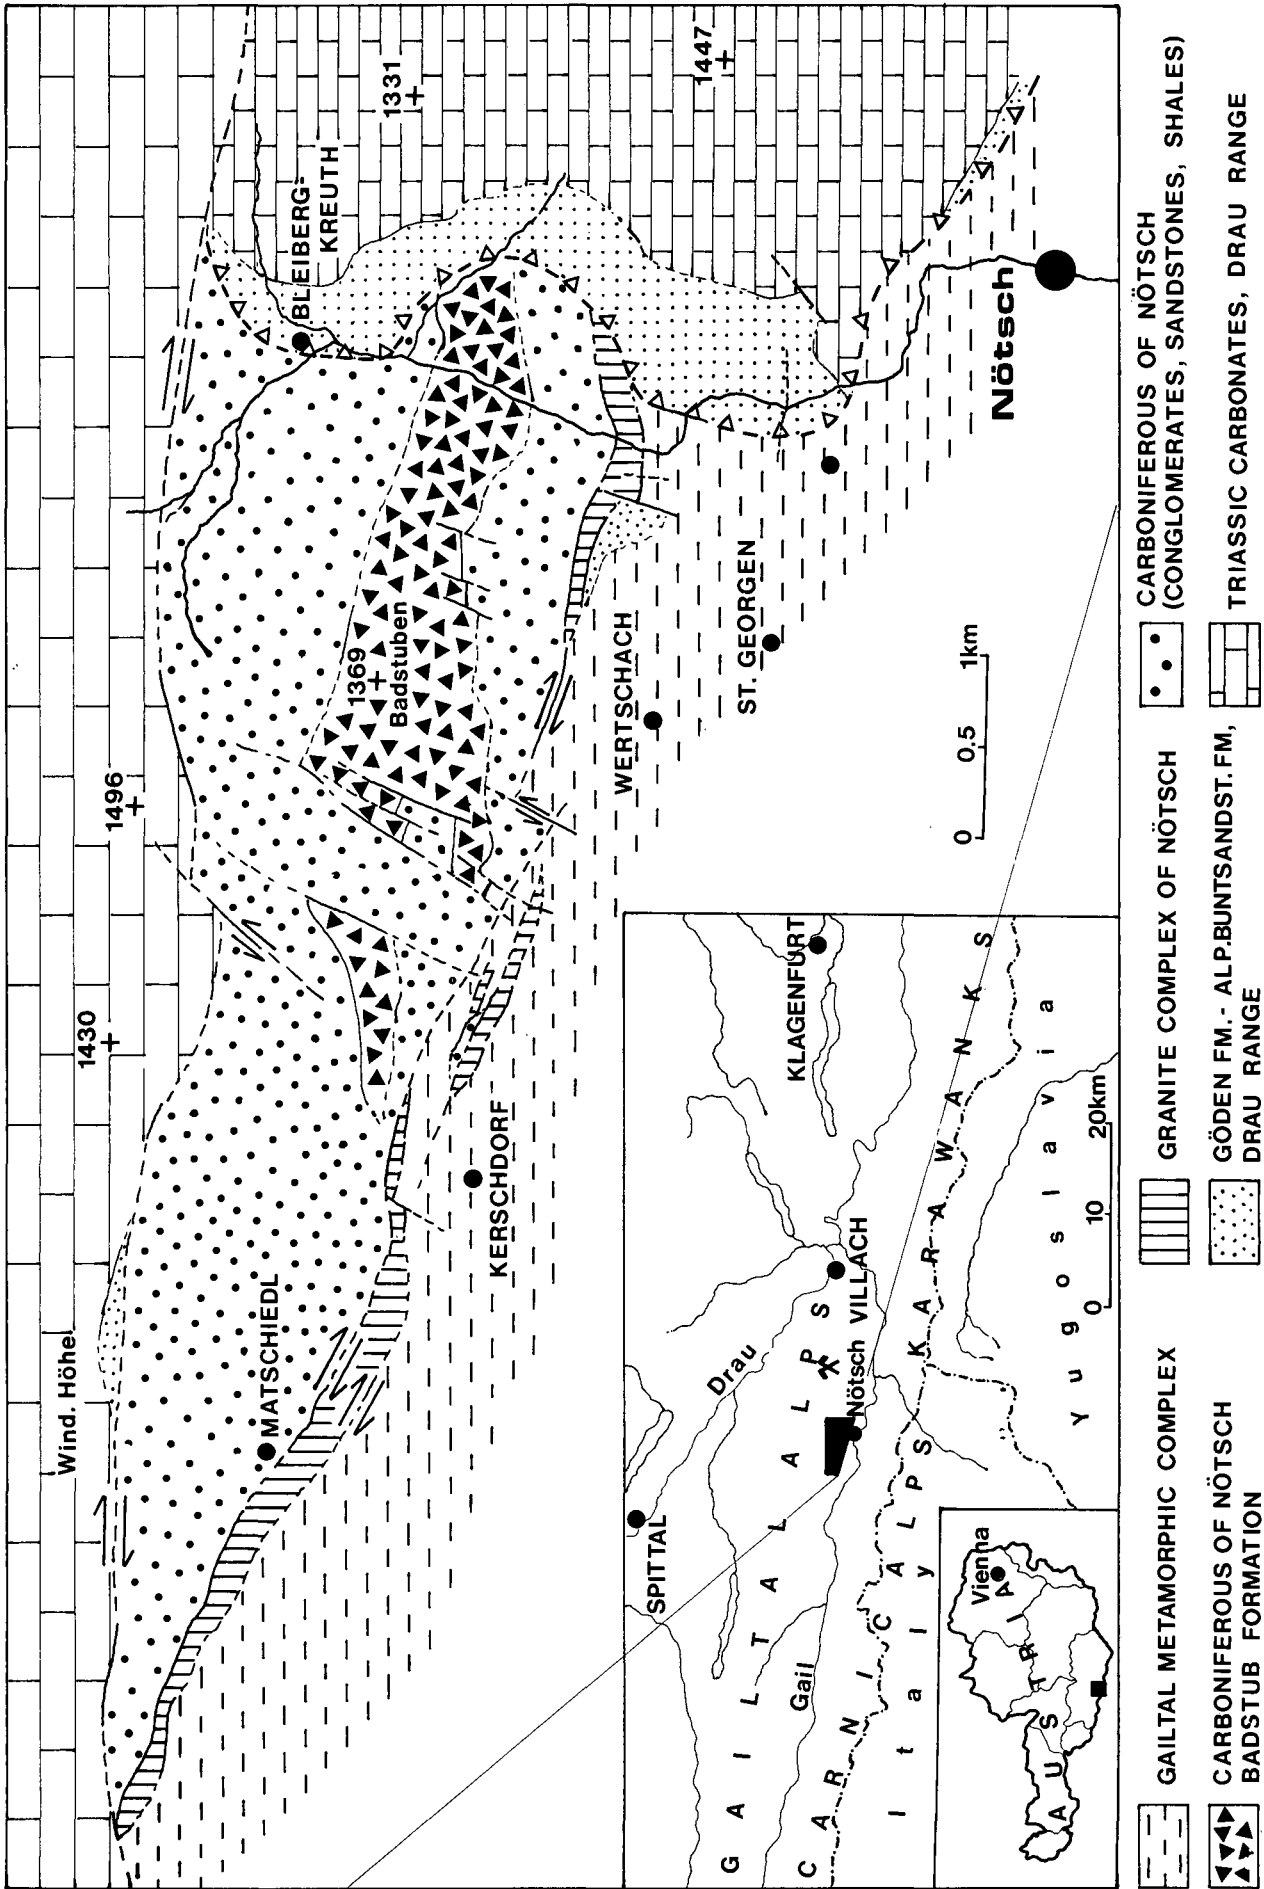 Wind. Höhe
1430
1496
MATSCHIEDL
1369
Badstuben
BLEIBERG-
KREUTH
1331
1447
KERSCHDORF
WERTSCHACH
ST. GEORGEN
Nötsch
0 0.5 1km
SPITTAL
Drau
GAILTAL ALPS
Gail
Nötsch
VILLACH
KLAGENFURT
CARNIC ALPS
KARAWANKS
Italy
Yugoslavia
0 10 20km
Vienna
AUSTRIA
GAILTAL METAMORPHIC COMPLEX
CARBONIFEROUS OF NÖTSCH
BADSTUB FORMATION
GRANITE COMPLEX OF NÖTSCH
GÖDEN FM.- ALP.BUNTSANDST. FM,
DRAU RANGE
CARBONIFEROUS OF NÖTSCH
(CONGLOMERATES, SANDSTONES, SHALES)
TRIASSIC CARBONATES, DRAU RANGE